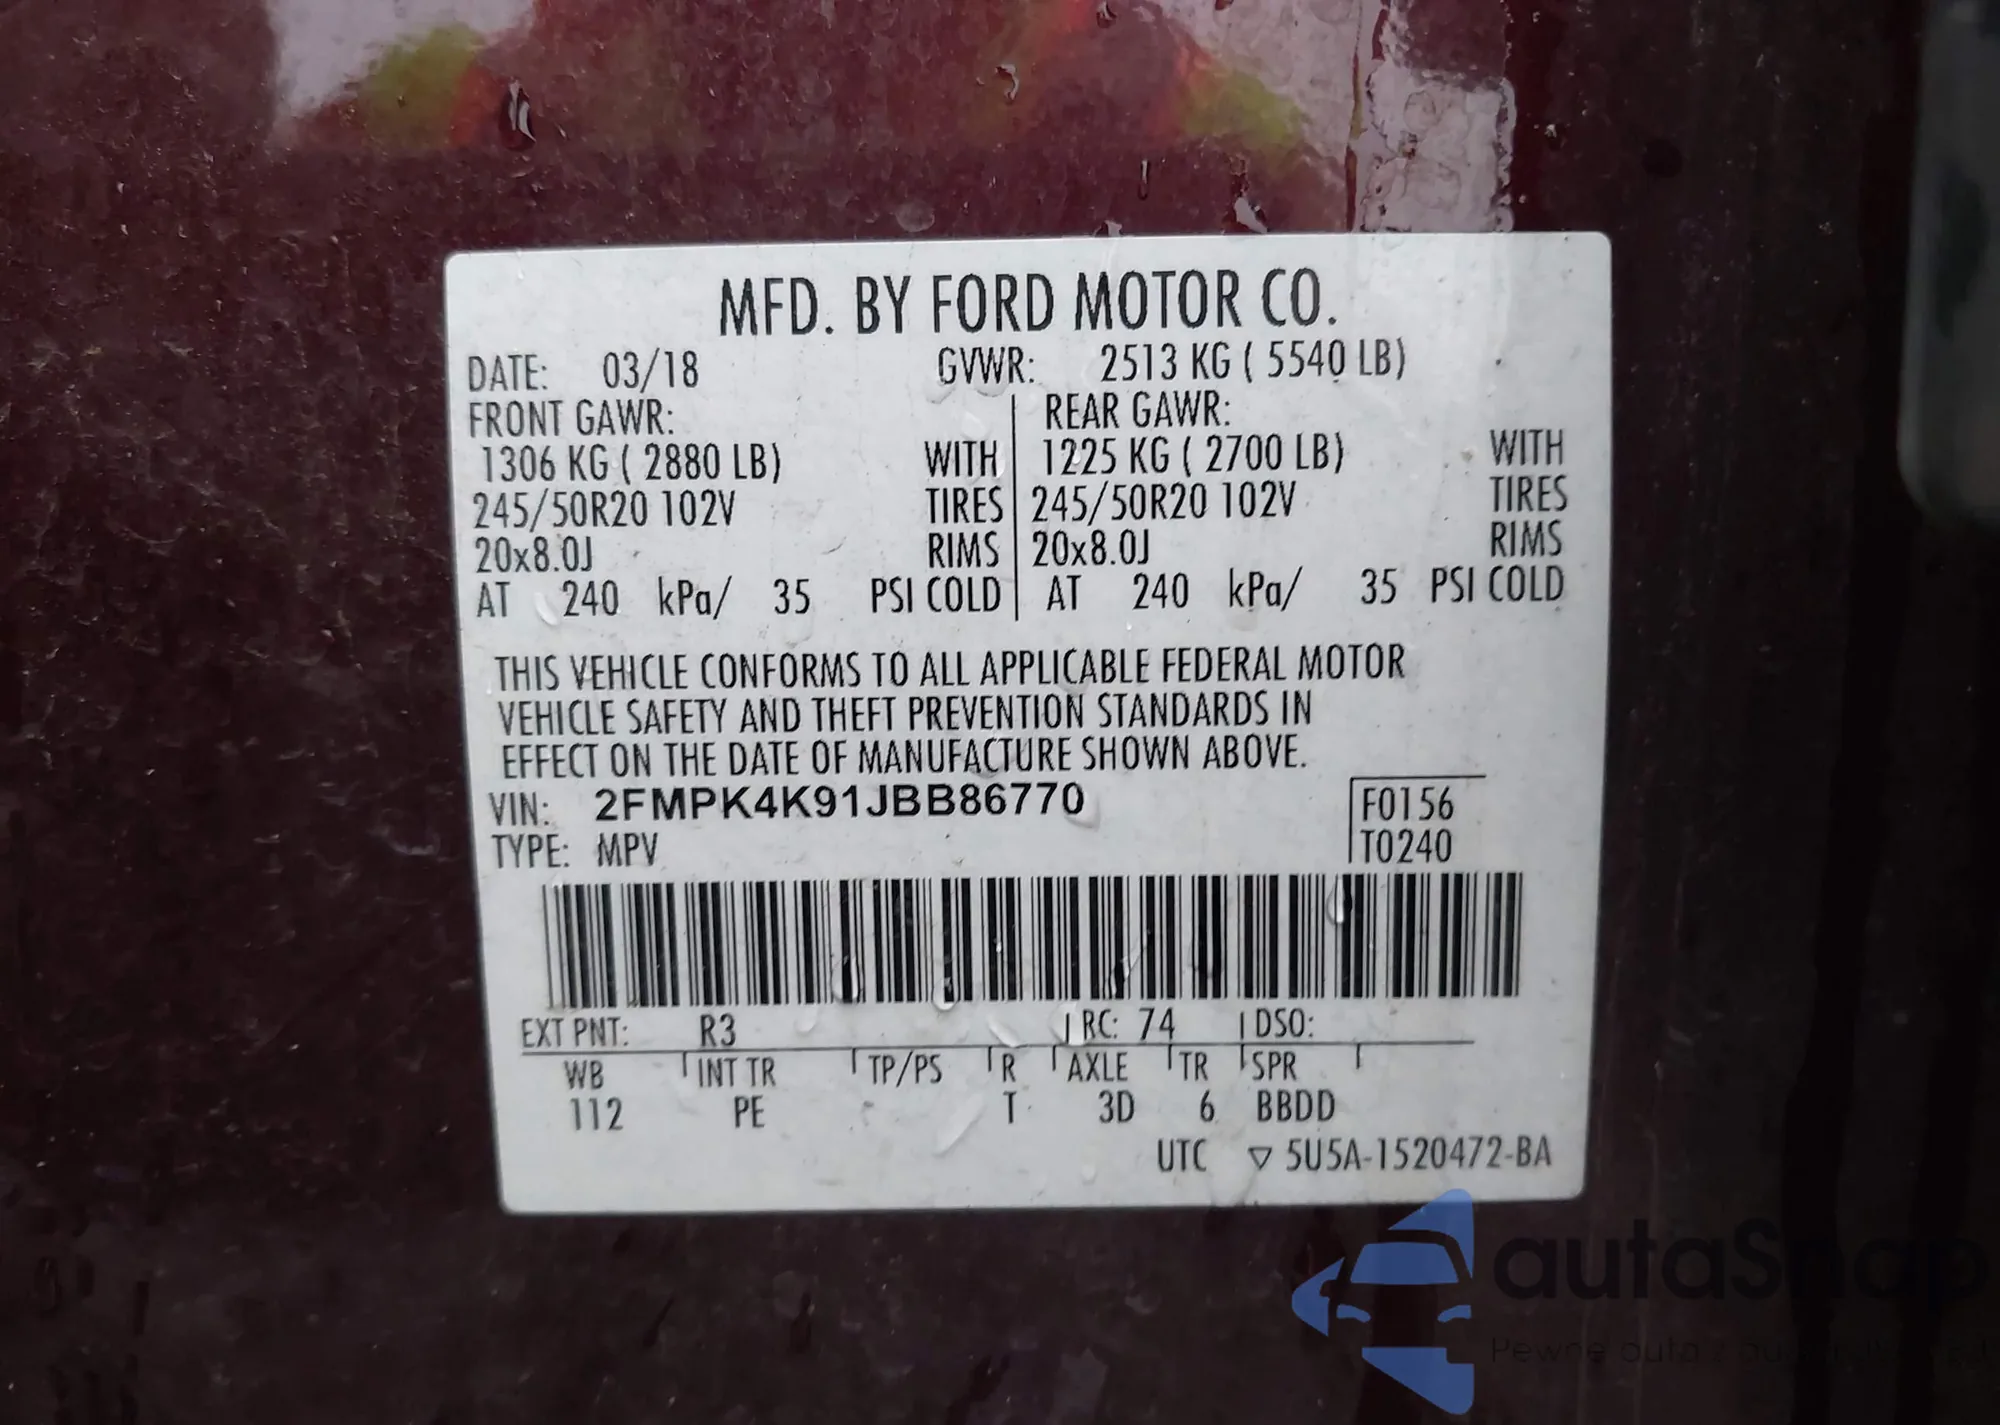 MFD. BY FORD MOTOR CO.
DATE: 03/18 GVWR: 2513 KG ( 5540 LB)
FRONT GAWR: REAR GAWR:
1306 KG ( 2880 LB) WITH 1225 KG ( 2700 LB) WITH
245/50R20 102V TIRES 245/50R20 102V TIRES
20x8.0J RIMS 20x8.0J RIMS
AT 240 kPa/ 35 PSI COLD AT 240 kPa/ 35 PSI COLD
THIS VEHICLE CONFORMS TO ALL APPLICABLE FEDERAL MOTOR
VEHICLE SAFETY AND THEFT PREVENTION STANDARDS IN
EFFECT ON THE DATE OF MANUFACTURE SHOWN ABOVE.
VIN: 2FMPK4K91JBB86770 F0156
TYPE: MPV T0240
EXT PNT: R3 RC: 74 DSO:
WB INT TR TP/PS R AXLE TR SPR
112 PE T 3D 6 BBDD
UTC ▽ 5U5A-1520472-BA
autaSnap
Pewne auta z